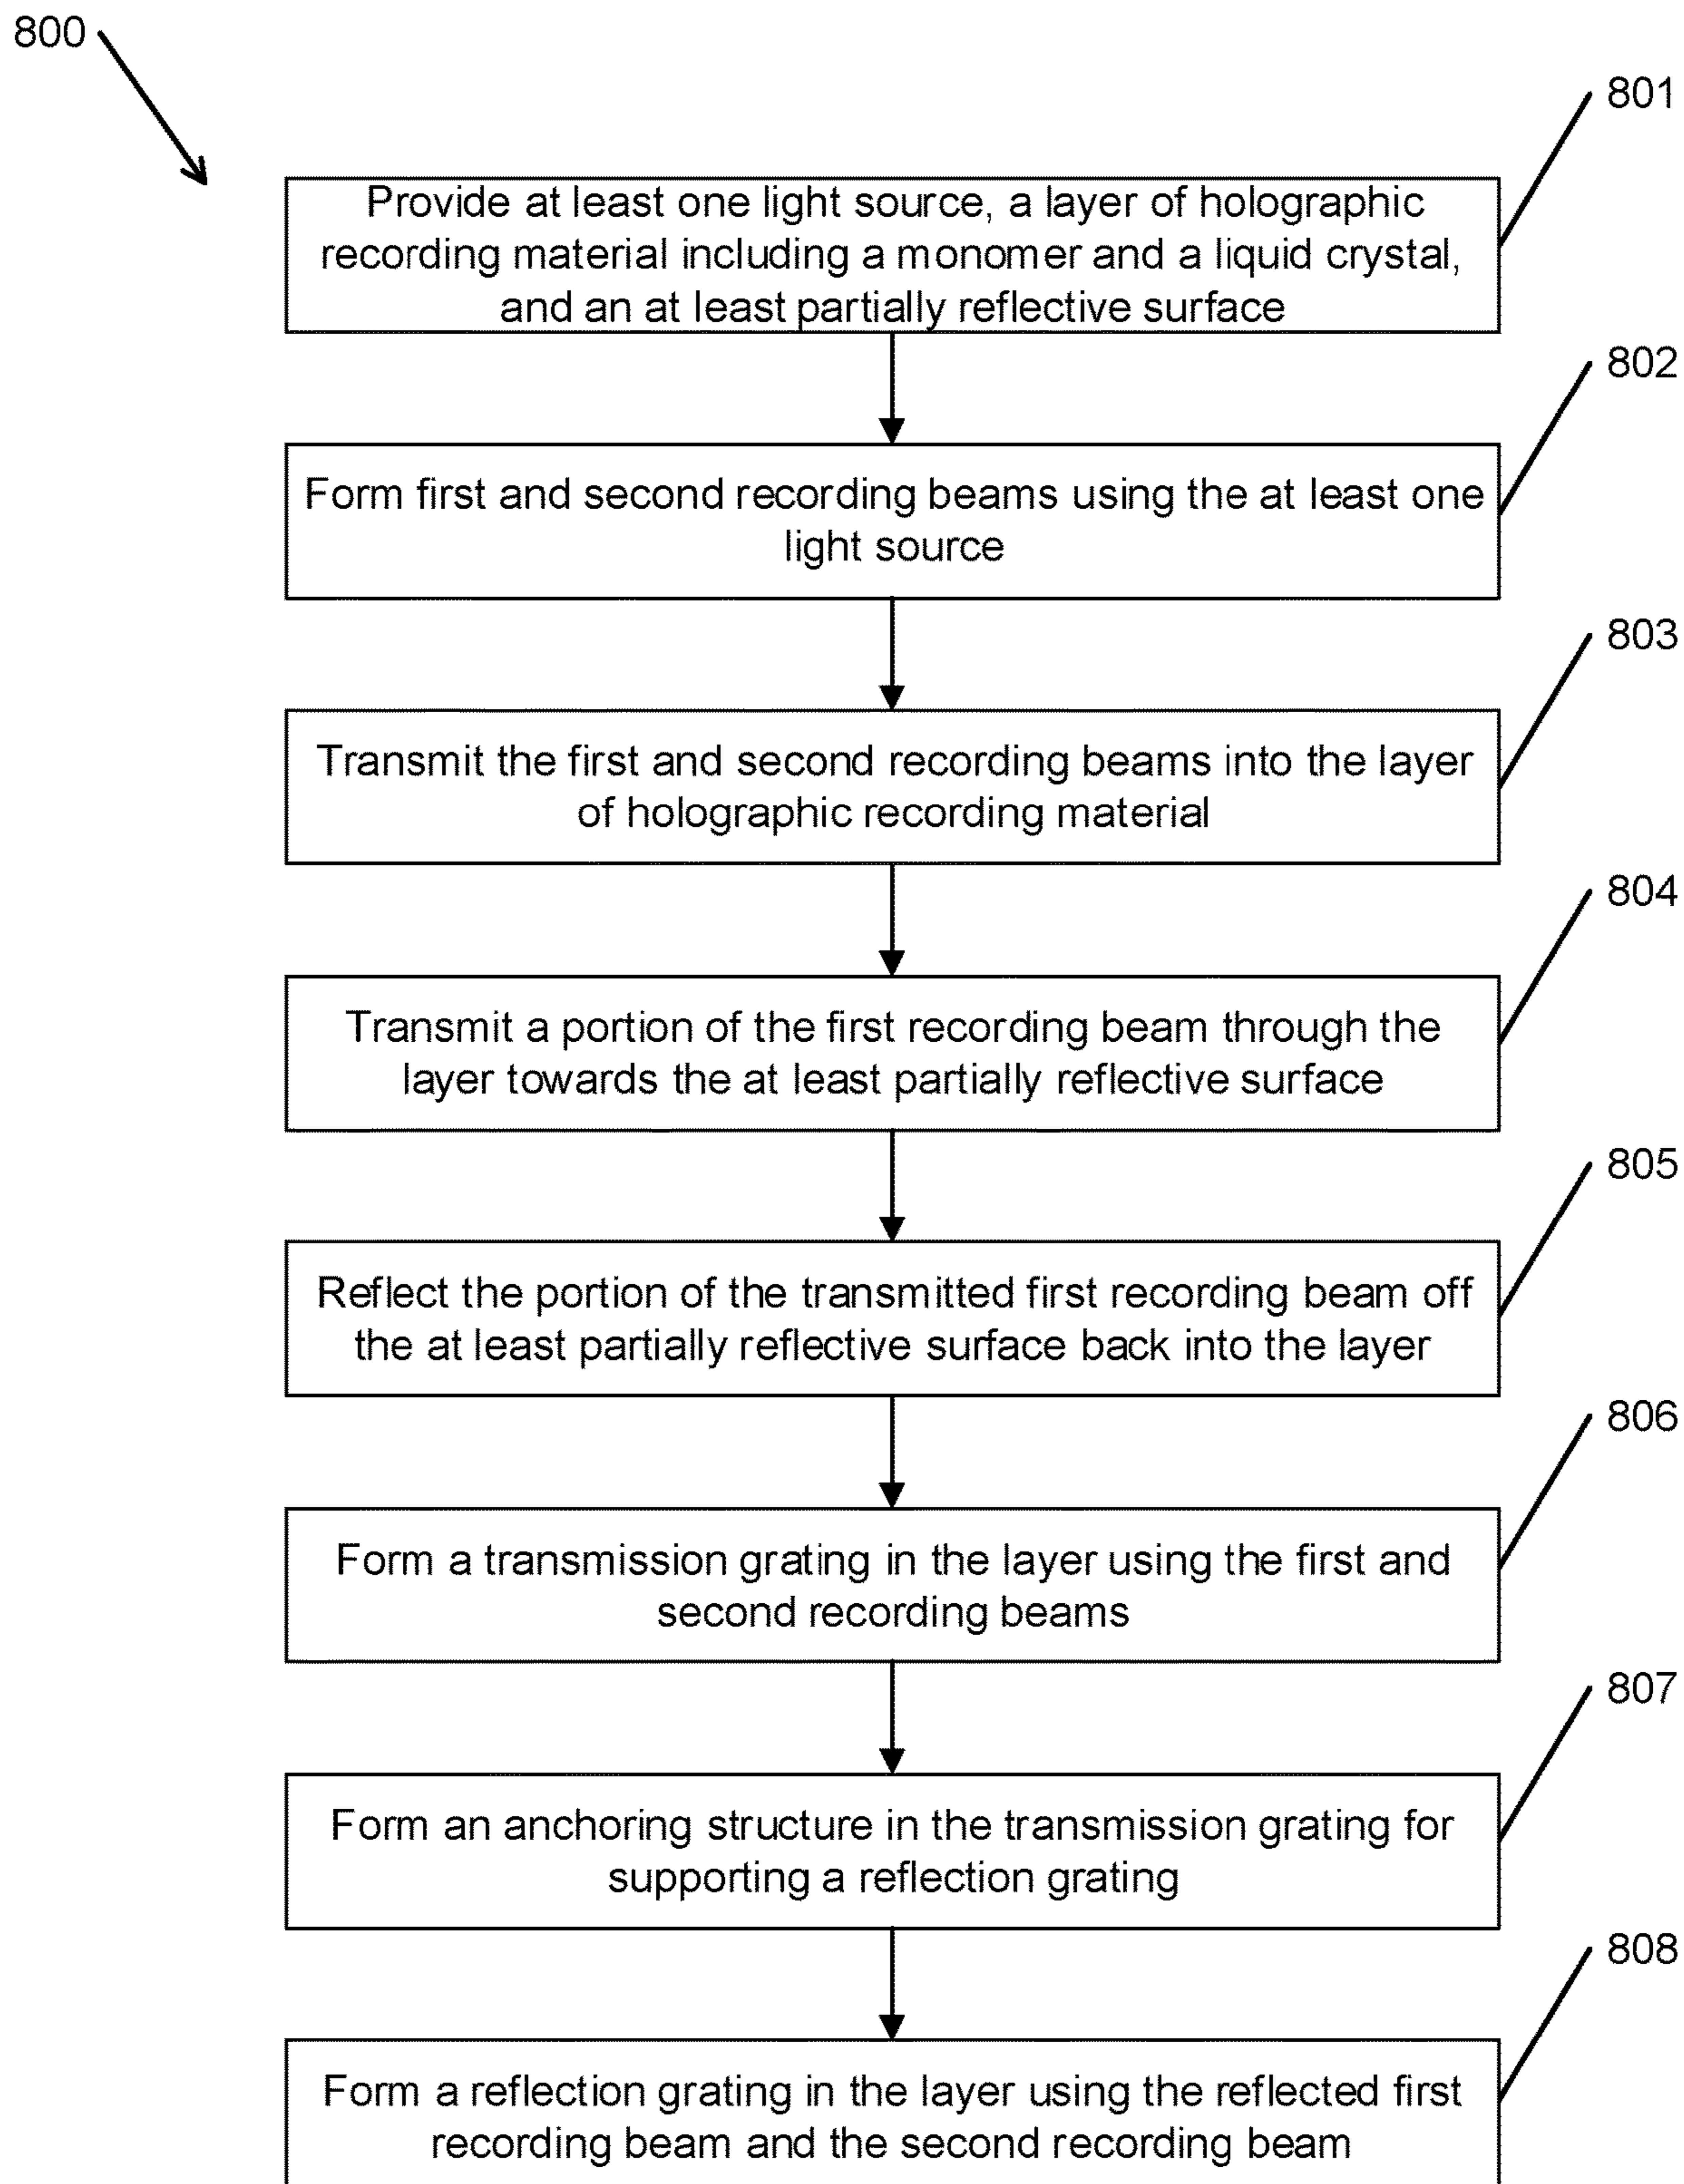 800
801
Provide at least one light source, a layer of holographic
recording material including a monomer and a liquid crystal,
and an at least partially reflective surface
802
Form first and second recording beams using the at least one
light source
803
Transmit the first and second recording beams into the layer
of holographic recording material
804
Transmit a portion of the first recording beam through the
layer towards the at least partially reflective surface
805
Reflect the portion of the transmitted first recording beam off
the at least partially reflective surface back into the layer
806
Form a transmission grating in the layer using the first and
second recording beams
807
Form an anchoring structure in the transmission grating for
supporting a reflection grating
808
Form a reflection grating in the layer using the reflected first
recording beam and the second recording beam